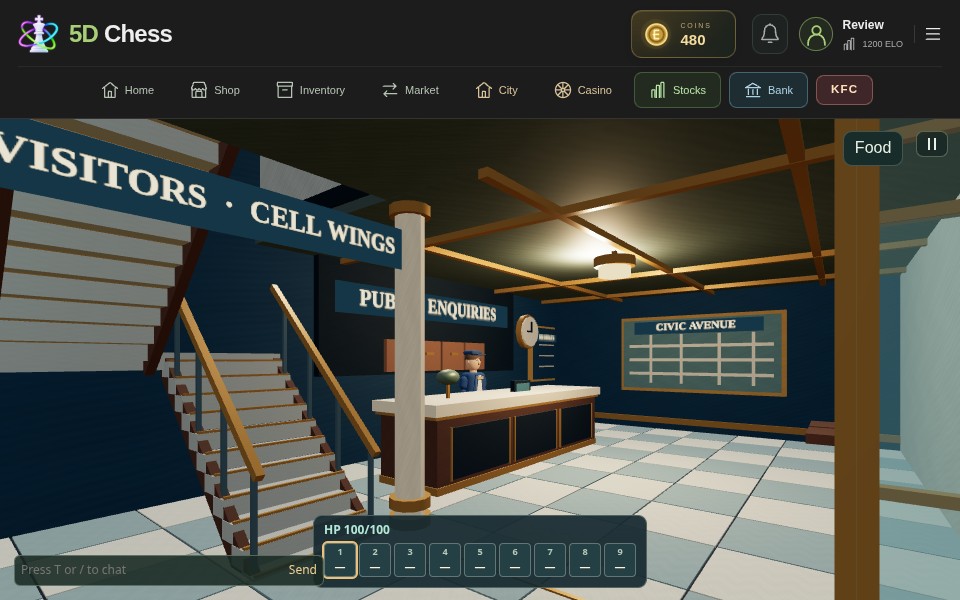 5D Chess
COINS
480
Review
1200 ELO
Home
Shop
Inventory
Market
City
Casino
Stocks
Bank
KFC
Food
VISITORS · CELL WINGS
PUB ENQUIRIES
CIVIC AVENUE
HP 100/100
1 2 3 4 5 6 7 8 9
— — — — — — — — —
Press T or / to chat
Send